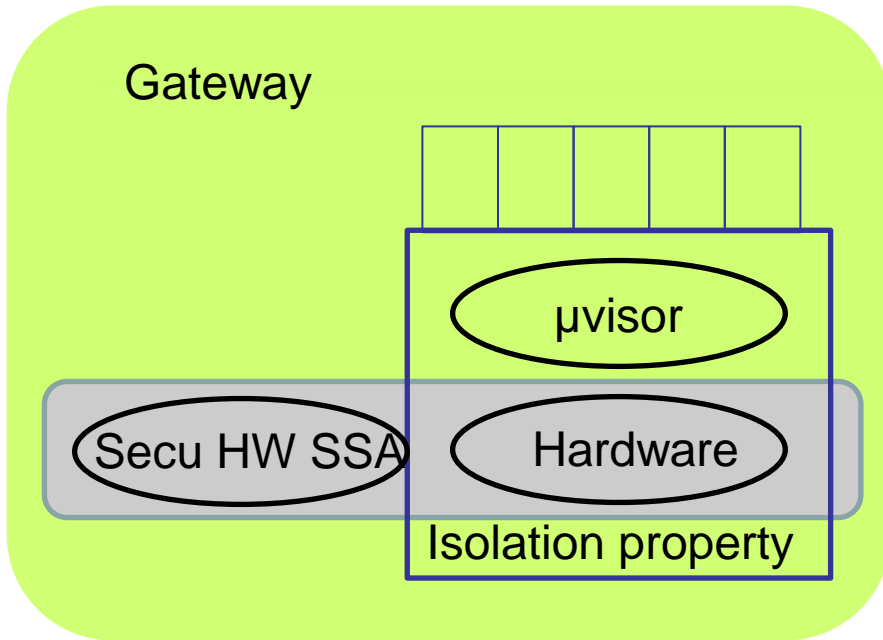 Gateway
µvisor
Secu HW SSA
Hardware
Isolation property